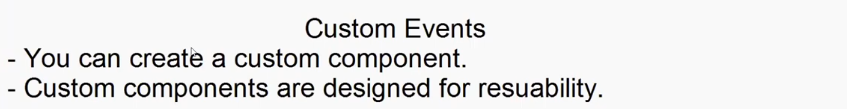 Custom Events
- You can create a custom component.
- Custom components are designed for resuability.